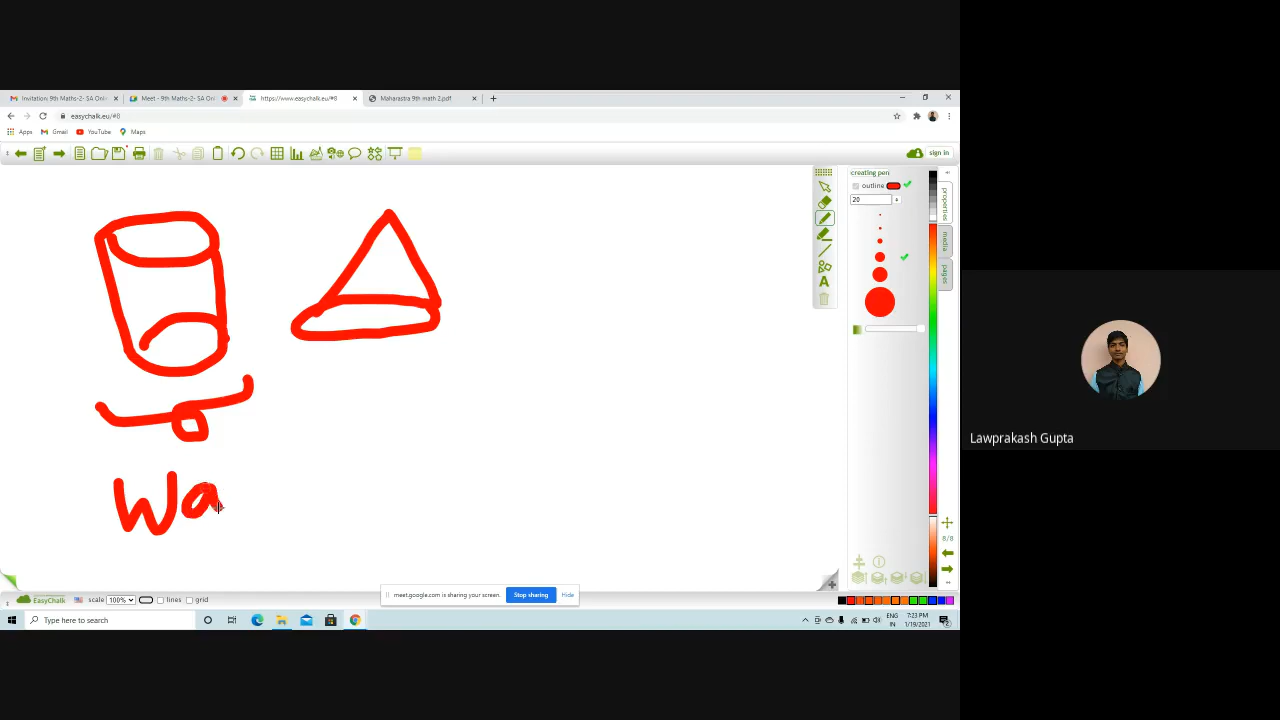 Invitation: 9th Maths-2- SA Onl
Meet - 9th Maths-2- SA Onl
https://www.easychalk.eu/#8
Maharastra 9th math 2.pdf
easychalk.eu/#8
Apps
Gmail
YouTube
Maps
sign in
creating pen
outline
20
properties
media
pages
Wa
Lawprakash Gupta
8/8
EasyChalk
scale
100%
lines
grid
meet.google.com is sharing your screen.
Stop sharing
Hide
Type here to search
ENG
IN
7:23 PM
1/19/2021